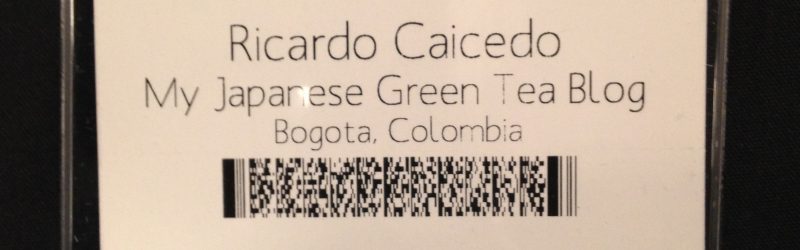 Ricardo Caicedo
My Japanese Green Tea Blog
Bogota, Colombia